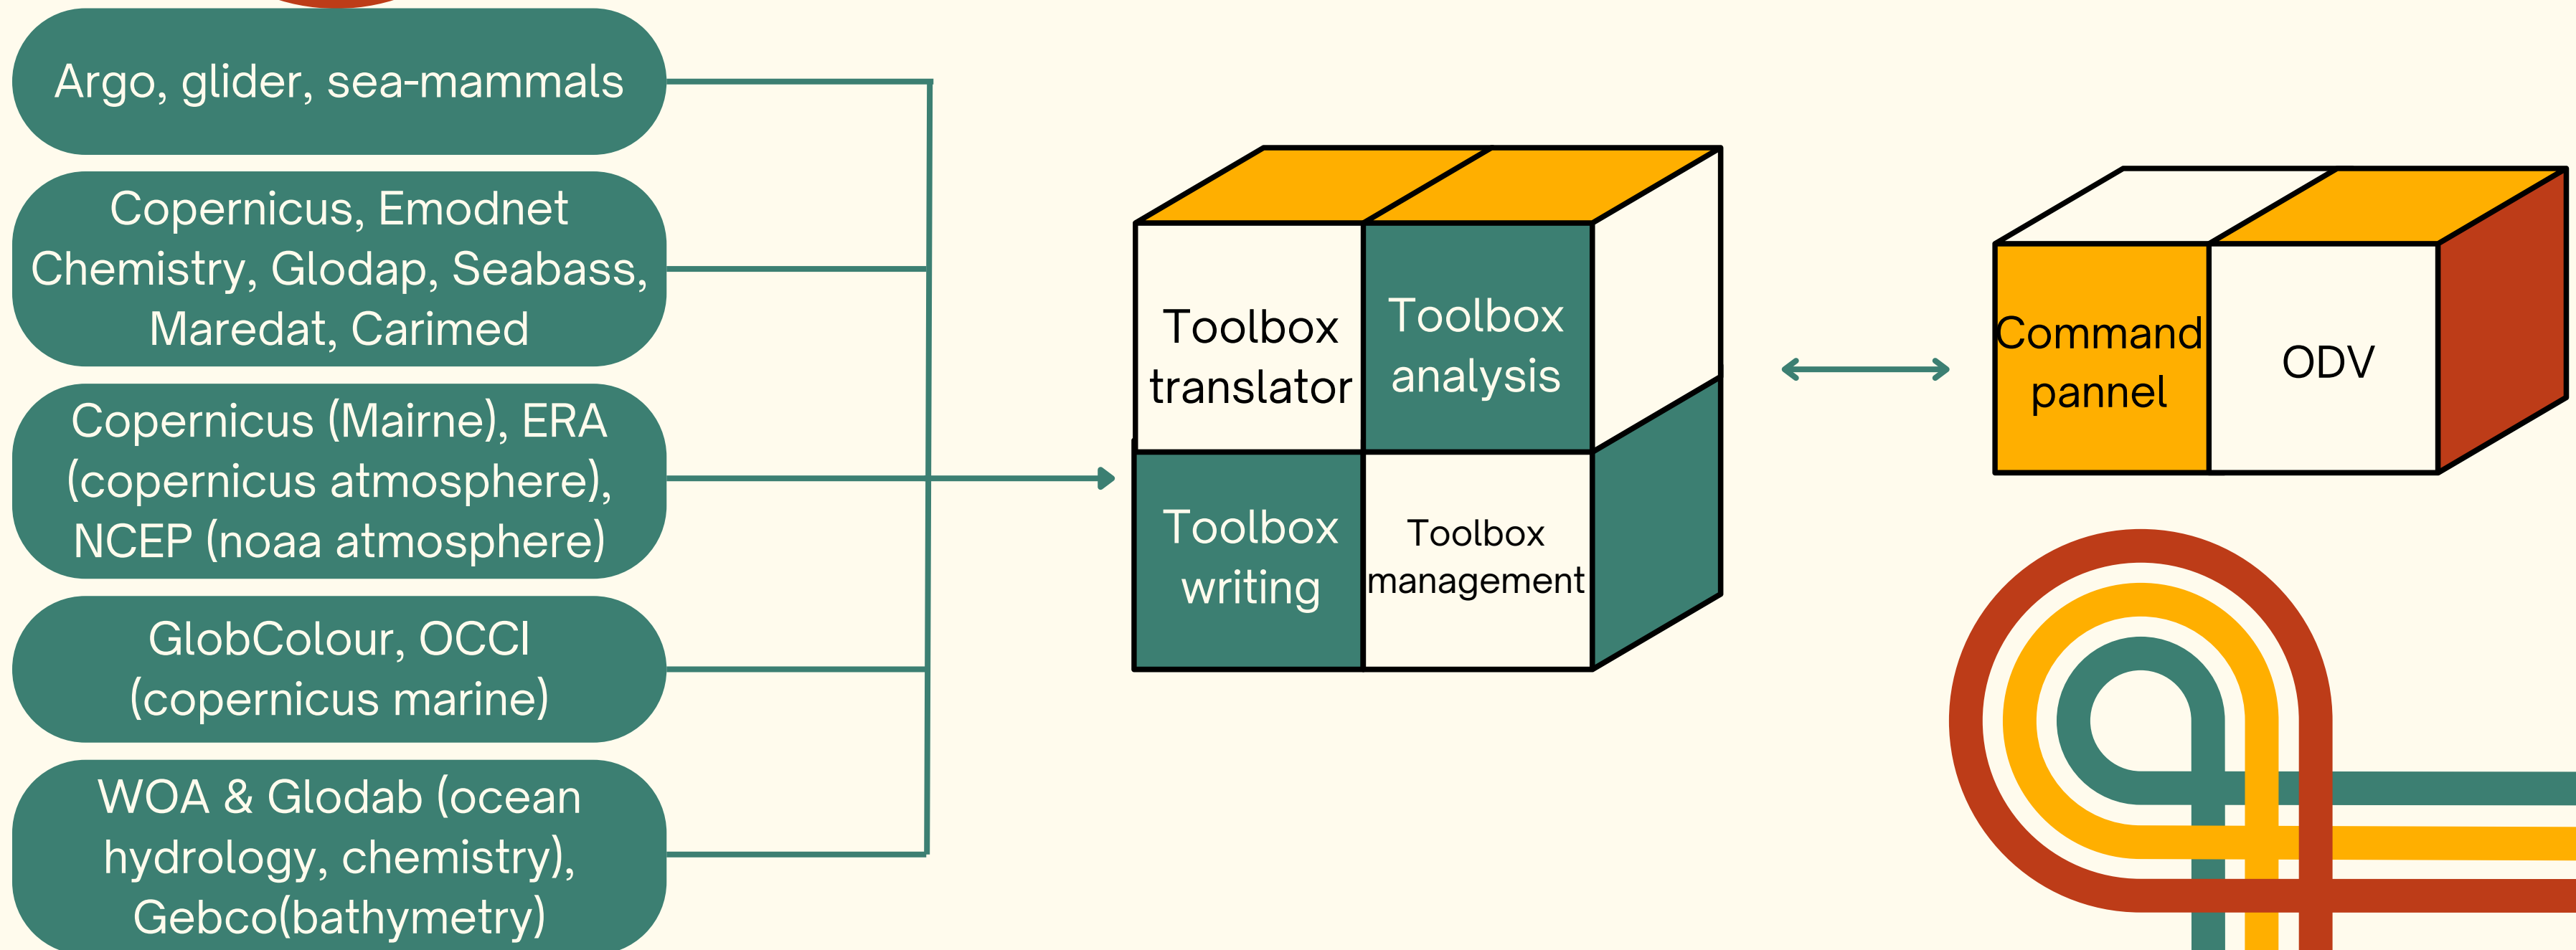 Argo, glider, sea-mammals
Copernicus, Emodnet
Chemistry, Glodap, Seabass,
Maredat, Carimed
Copernicus (Mairne), ERA
(copernicus atmosphere),
NCEP (noaa atmosphere)
GlobColour, OCCI
(copernicus marine)
WOA & Glodab (ocean
hydrology, chemistry),
Gebco(bathymetry)
Toolbox
translator
Toolbox
analysis
Toolbox
writing
Toolbox
management
Command
pannel
ODV